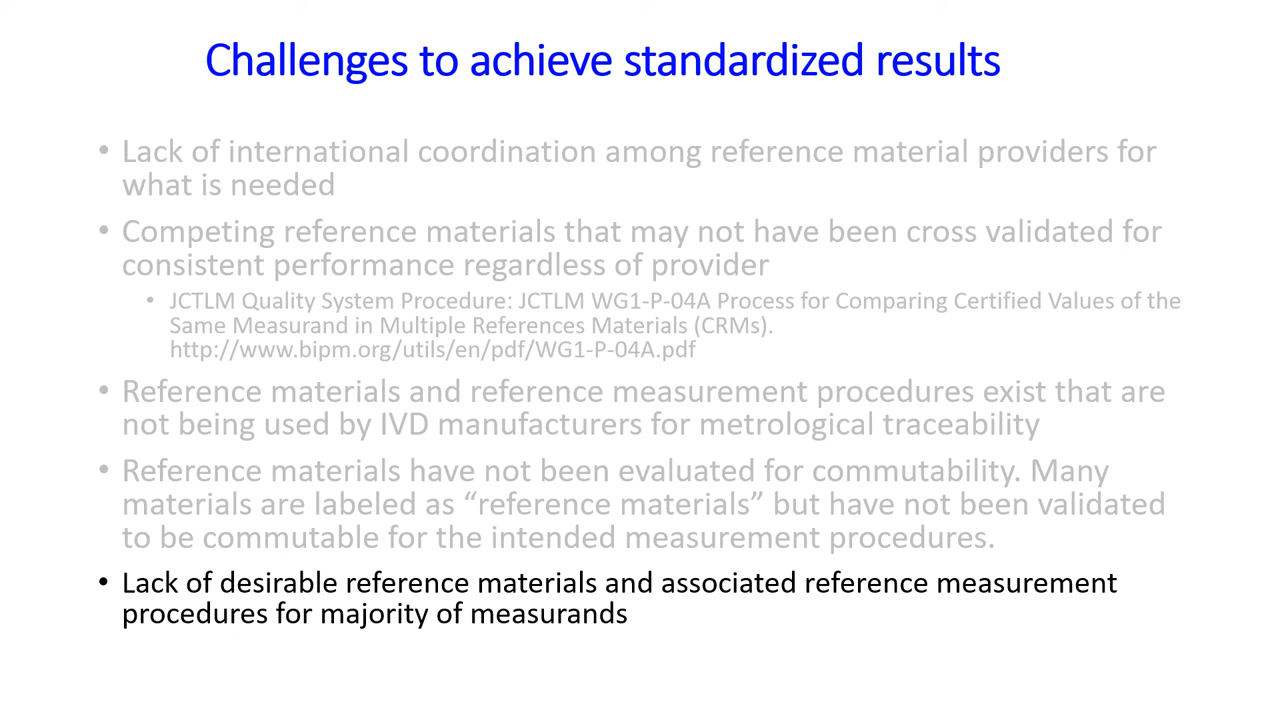 Challenges to achieve standardized results
• Lack of international coordination among reference material providers for
what is needed
• Competing reference materials that may not have been cross validated for
consistent performance regardless of provider
• JCTLM Quality System Procedure: JCTLM WG1-P-04A Process for Comparing Certified Values of the
Same Measurand in Multiple References Materials (CRMs).
http://www.bipm.org/utils/en/pdf/WG1-P-04A.pdf
• Reference materials and reference measurement procedures exist that are
not being used by IVD manufacturers for metrological traceability
• Reference materials have not been evaluated for commutability. Many
materials are labeled as “reference materials” but have not been validated
to be commutable for the intended measurement procedures.
• Lack of desirable reference materials and associated reference measurement
procedures for majority of measurands